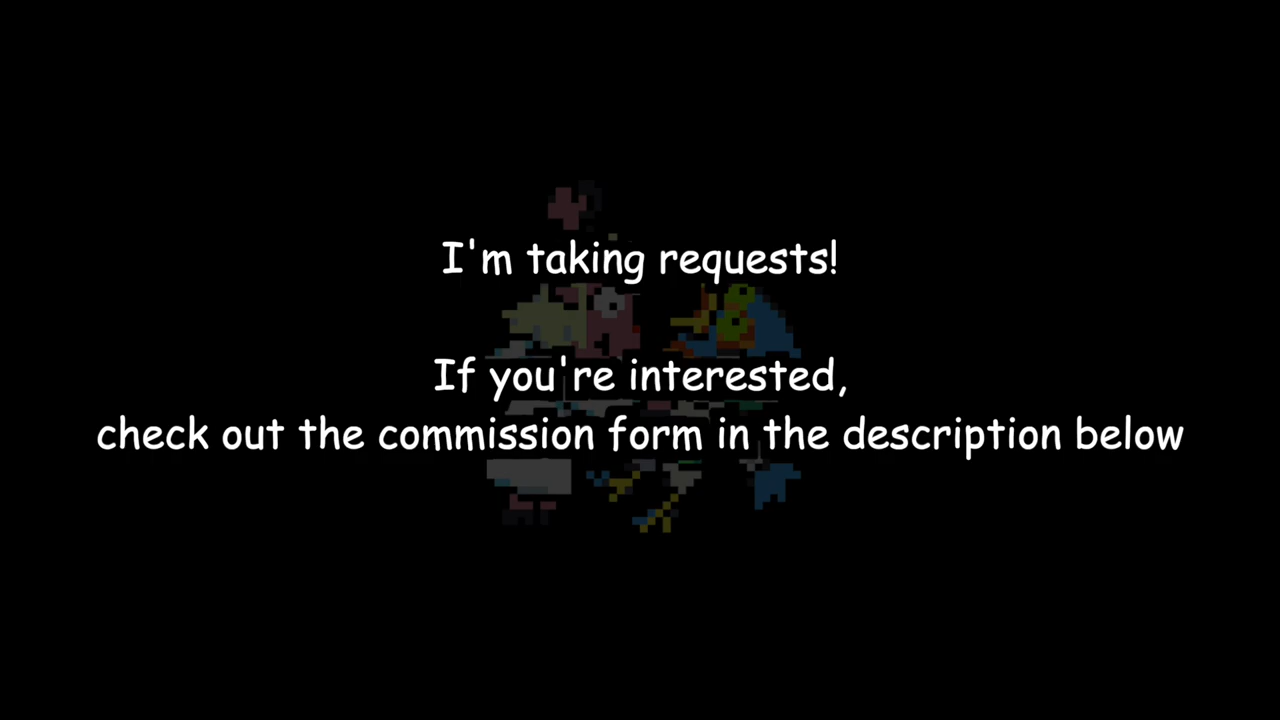 I'm taking requests!
If you're interested,
check out the commission form in the description below